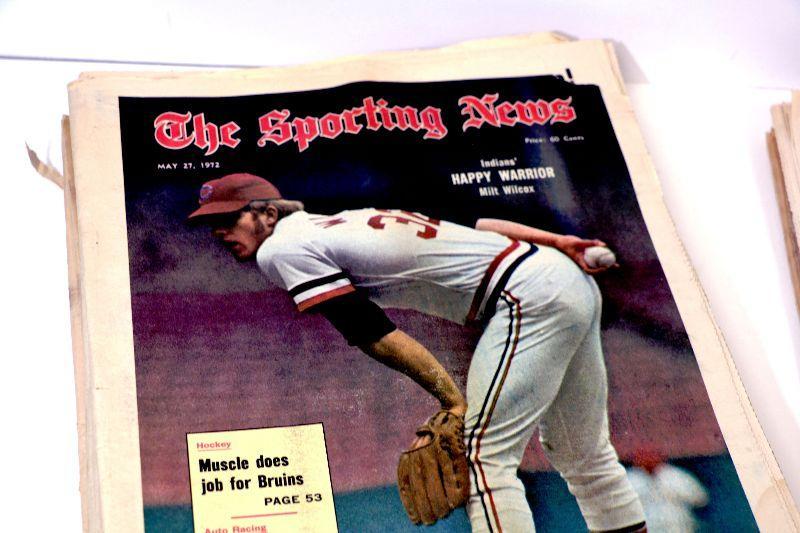 The Sporting News
MAY 27, 1972
Price: 60 Cents
Indians'
HAPPY WARRIOR
Milt Wilcox
Hockey
Muscle does
job for Bruins
PAGE 53
Auto Racing